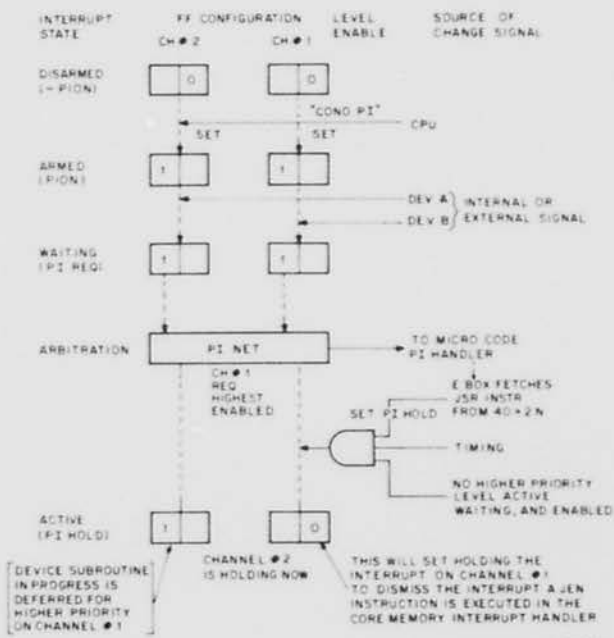 INTERRUPT STATE
FF CONFIGURATION
LEVEL ENABLE
SOURCE OF CHANGE SIGNAL
CH # 2
CH # 1
DISARMED (-PION)
0
0
"COND PI"
SET
SET
CPU
ARMED (PION)
1
1
DEV A
DEV B
INTERNAL OR EXTERNAL SIGNAL
WAITING (PI REQ)
1
1
ARBITRATION
PI NET
TO MICRO CODE PI HANDLER
CH # 1
REQ
HIGHEST
ENABLED
E BOX FETCHES
JSR INSTR
FROM 40+2N
SET PI HOLD
TIMING
NO HIGHER PRIORITY
LEVEL ACTIVE
WAITING, AND ENABLED
ACTIVE (PI HOLD)
1
0
DEVICE SUBROUTINE
IN PROGRESS IS
DEFERRED FOR
HIGHER PRIORITY
ON CHANNEL # 1
CHANNEL # 2
IS HOLDING NOW
THIS WILL SET HOLDING THE
INTERRUPT ON CHANNEL # 1
TO DISMISS THE INTERRUPT A JEN
INSTRUCTION IS EXECUTED IN THE
CORE MEMORY INTERRUPT HANDLER